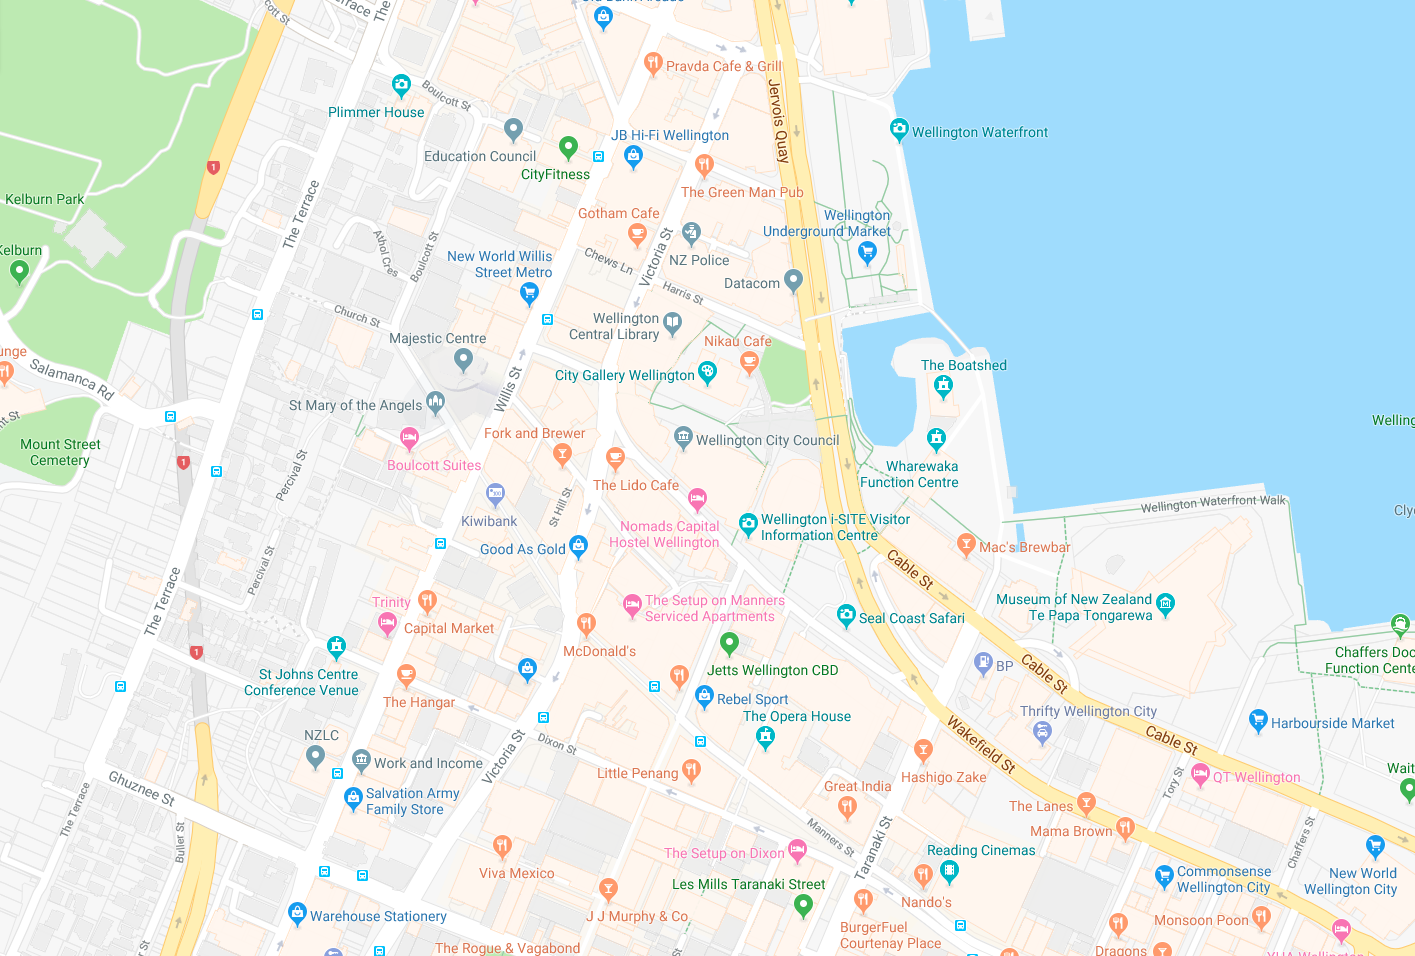 Terrace
The Terrace
Pravda Cafe & Grill
Boulcott St
Plimmer House
Jervois Quay
JB Hi-Fi Wellington
Wellington Waterfront
Education Council
CityFitness
The Green Man Pub
Kelburn Park
The Terrace
Gotham Cafe
Wellington
Underground Market
Kelburn
Athol Cres
Boulcott St
New World Willis
Street Metro
Chews Ln
Victoria St
NZ Police
Datacom
Harris St
Church St
Wellington
Central Library
Majestic Centre
Nikau Cafe
Salamanca Rd
City Gallery Wellington
The Boatshed
Willis St
St Mary of the Angels
Fork and Brewer
Wellington City Council
Mount Street
Cemetery
Boulcott Suites
Percival St
The Lido Cafe
Wharewaka
Function Centre
Kiwibank
St Hill St
Nomads Capital
Hostel Wellington
Wellington i-SITE Visitor
Information Centre
Wellington Waterfront Walk
Good As Gold
Mac's Brewbar
Cable St
Percival St
The Terrace
Trinity
Capital Market
The Setup on Manners
Serviced Apartments
Seal Coast Safari
Museum of New Zealand
Te Papa Tongarewa
McDonald's
Jetts Wellington CBD
BP
Cable St
Chaffers Doc
Function Cente
St Johns Centre
Conference Venue
The Hangar
Rebel Sport
The Opera House
Thrifty Wellington City
Harbourside Market
NZLC
Work and Income
Victoria St
Dixon St
Wakefield St
Cable St
Little Penang
Hashigo Zake
QT Wellington
Ghuznee St
Salvation Army
Family Store
Great India
Tory St
The Lanes
Mama Brown
The Terrace
Buller St
Manners St
Taranaki St
Chaffers St
The Setup on Dixon
Reading Cinemas
Viva Mexico
Les Mills Taranaki Street
Commonsense
Wellington City
New World
Wellington City
Nando's
Warehouse Stationery
J J Murphy & Co
BurgerFuel
Courtenay Place
Monsoon Poon
The Rogue & Vagabond
Dragons
1
1
1